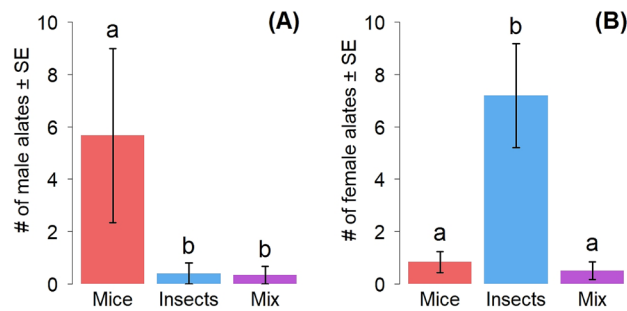 (A)
# of male alates ± SE
10
8
6
4
2
0
a
b
b
Mice
Insects
Mix
(B)
# of female alates ± SE
10
8
6
4
2
0
a
b
a
Mice
Insects
Mix